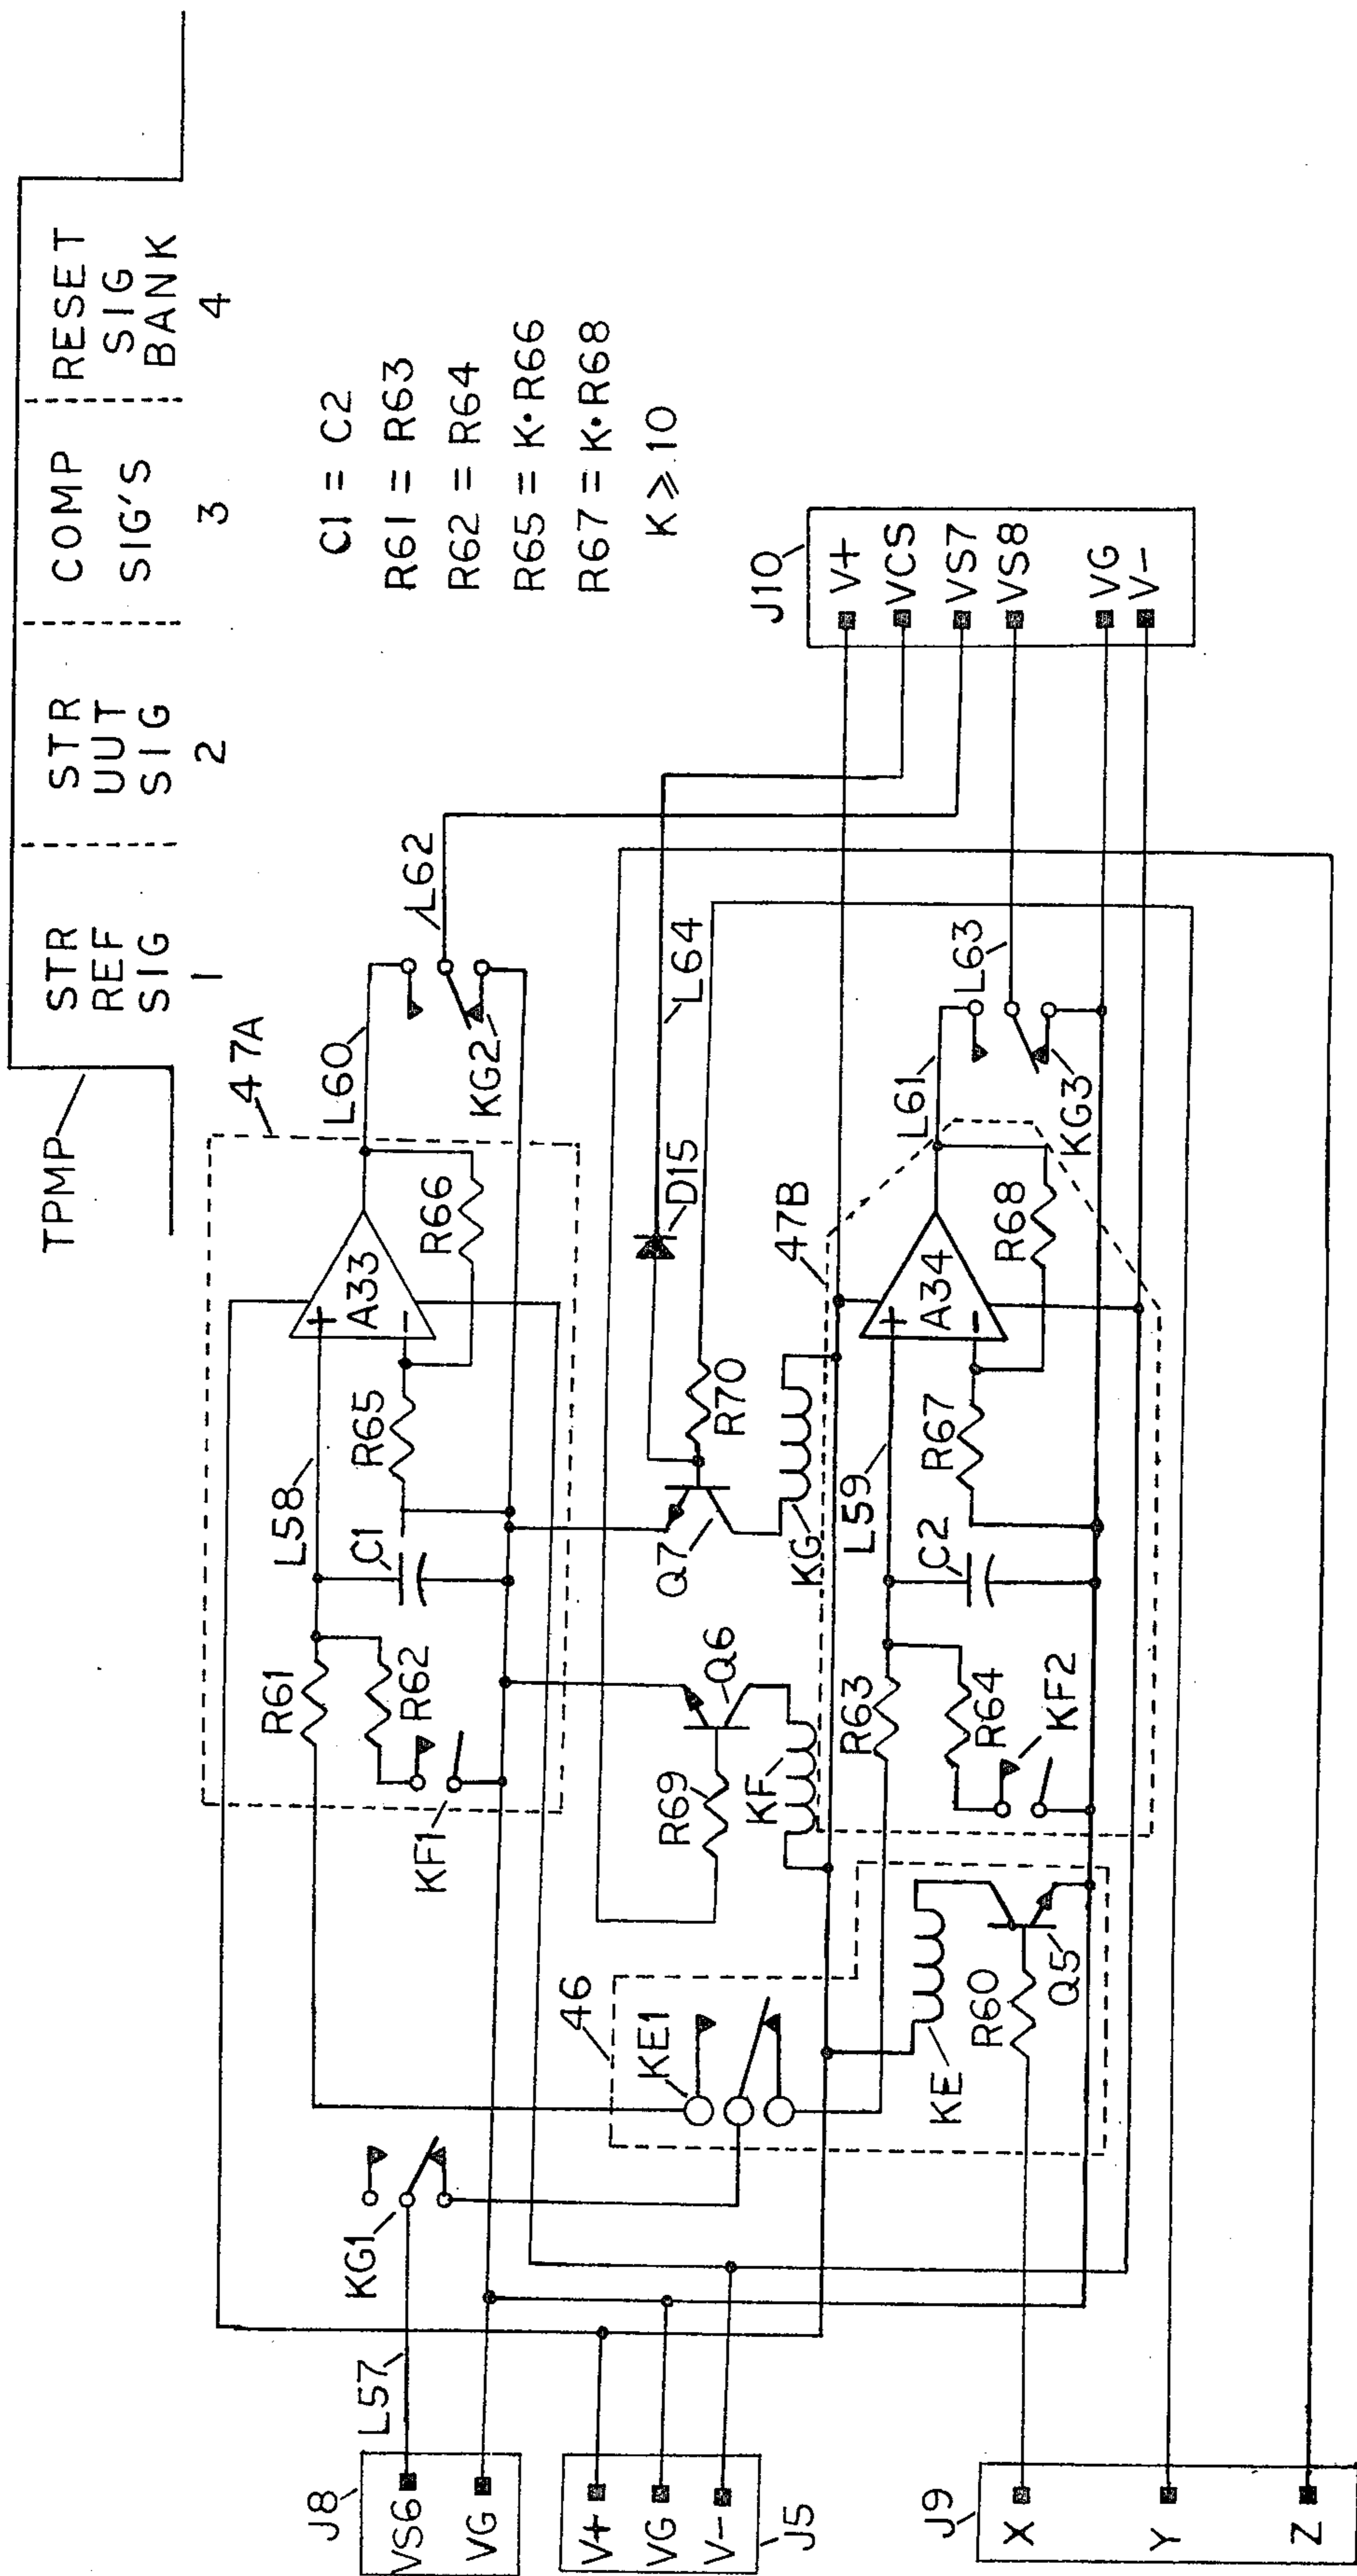 TPMP
STR
REF
SIG
1
STR
UUT
SIG
2
COMP
SIG'S
3
RESET
SIG
BANK
4
C1 = C2
R61 = R63
R62 = R64
R65 = K•R66
R67 = K•R68
K ⩾ 10
47A
L60
L62
KG2
A33
+
−
R66
R65
L58
C1
R61
R62
KF1
KG1
L57
J8
VS6
VG
V+
VG
V-
J5
46
KE1
KE
R60
Q5
R69
Q6
KF
Q7
R70
KG
D15
L64
47B
L61
L63
KG3
A34
+
−
R68
R67
L59
C2
R63
R64
KF2
J10
V+
VCS
VS7
VS8
VG
V-
J9
X
Y
Z